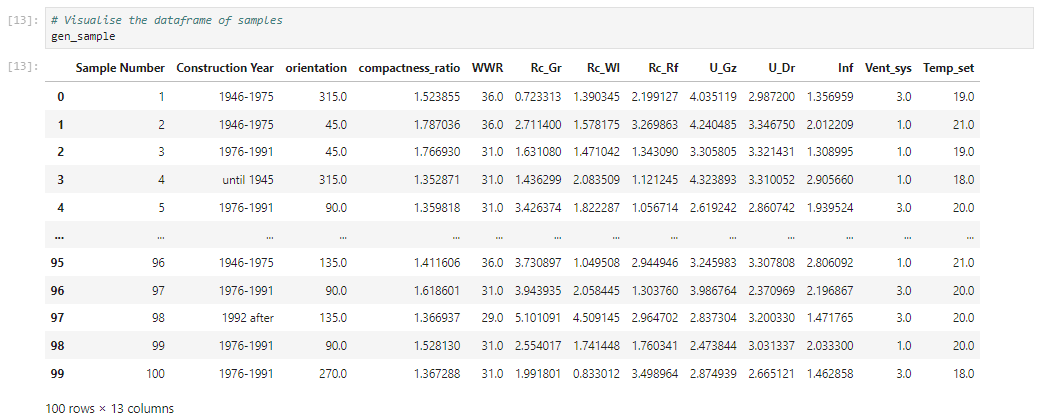 [13]: # Visualise the dataframe of samples
gen_sample
[13]: Sample Number Construction Year orientation compactness_ratio WWR Rc_Gr Rc_Wl Rc_Rf U_Gz U_Dr Inf Vent_sys Temp_set
0 1 1946-1975 315.0 1.523855 36.0 0.723313 1.390345 2.199127 4.035119 2.987200 1.356959 3.0 19.0
1 2 1946-1975 45.0 1.787036 36.0 2.711400 1.578175 3.269863 4.240485 3.346750 2.012209 1.0 21.0
2 3 1976-1991 45.0 1.766930 31.0 1.631080 1.471042 1.343090 3.305805 3.321431 1.308995 1.0 19.0
3 4 until 1945 315.0 1.352871 31.0 1.436299 2.083509 1.121245 4.323893 3.310052 2.905660 1.0 18.0
4 5 1976-1991 90.0 1.359818 31.0 3.426374 1.822287 1.056714 2.619242 2.860742 1.939524 3.0 20.0
... ... ... ... ... ... ... ... ... ... ... ... ... ...
95 96 1946-1975 135.0 1.411606 36.0 3.730897 1.049508 2.944946 3.245983 3.307808 2.806092 1.0 21.0
96 97 1976-1991 90.0 1.618601 31.0 3.943935 2.058445 1.303760 3.986764 2.370969 2.196867 3.0 20.0
97 98 1992 after 135.0 1.366937 29.0 5.101091 4.509145 2.964702 2.837304 3.200330 1.471765 3.0 20.0
98 99 1976-1991 90.0 1.528130 31.0 2.554017 1.741448 1.760341 2.473844 3.031337 2.033300 1.0 20.0
99 100 1976-1991 270.0 1.367288 31.0 1.991801 0.833012 3.498964 2.874939 2.665121 1.462858 3.0 18.0
100 rows × 13 columns